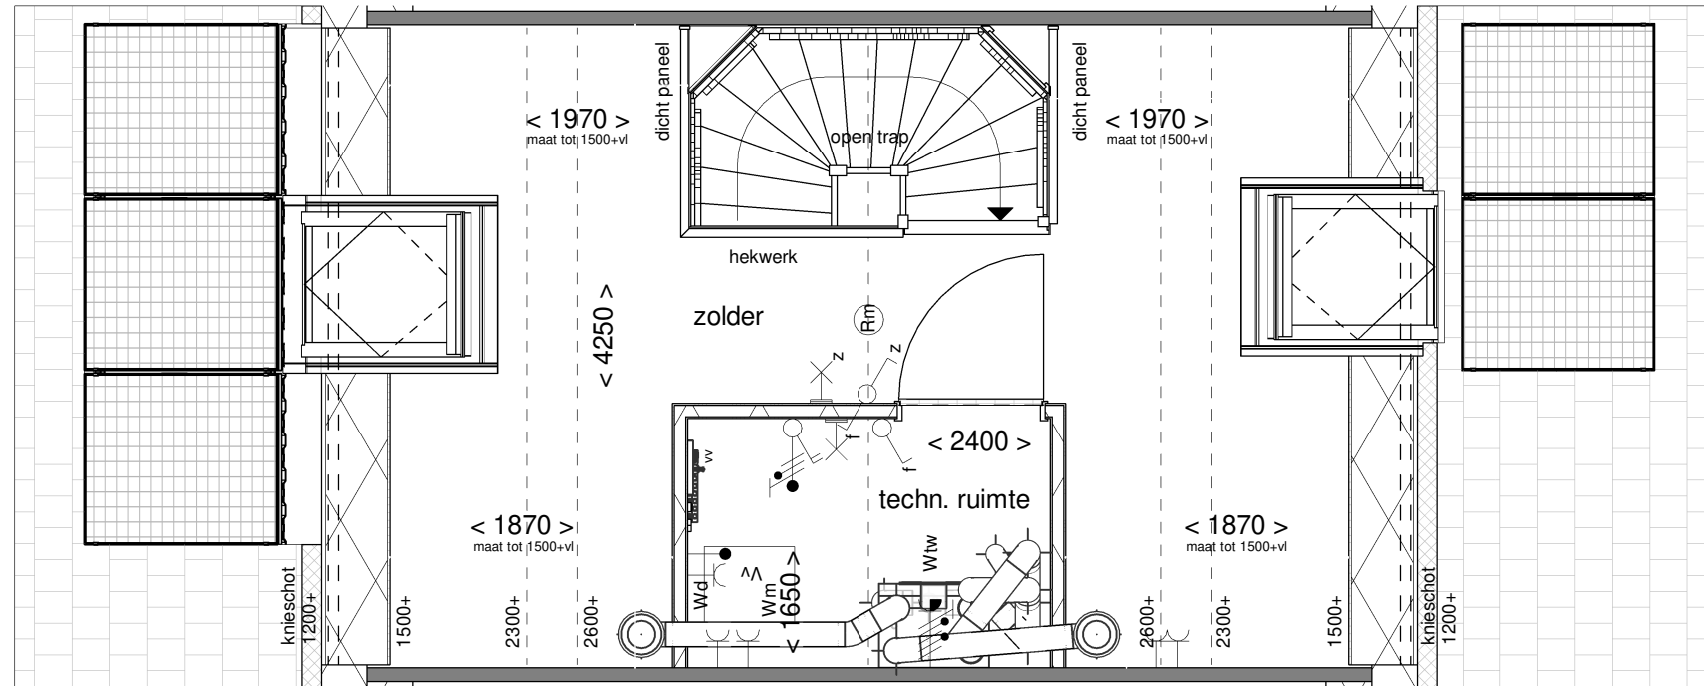 dicht paneel
dicht paneel
< 1970 >
maat tot 1500+vl
< 1970 >
maat tot 1500+vl
open trap
hekwerk
< 4250 >
zolder
Rm
z
z
f
f
< 2400 >
vv
techn. ruimte
< 1870 >
maat tot 1500+vl
< 1870 >
maat tot 1500+vl
Wtw
Wd
Wm
< 1650 >
knieschot
1200+
1500+
2300+
2600+
2600+
2300+
1500+
knieschot
1200+